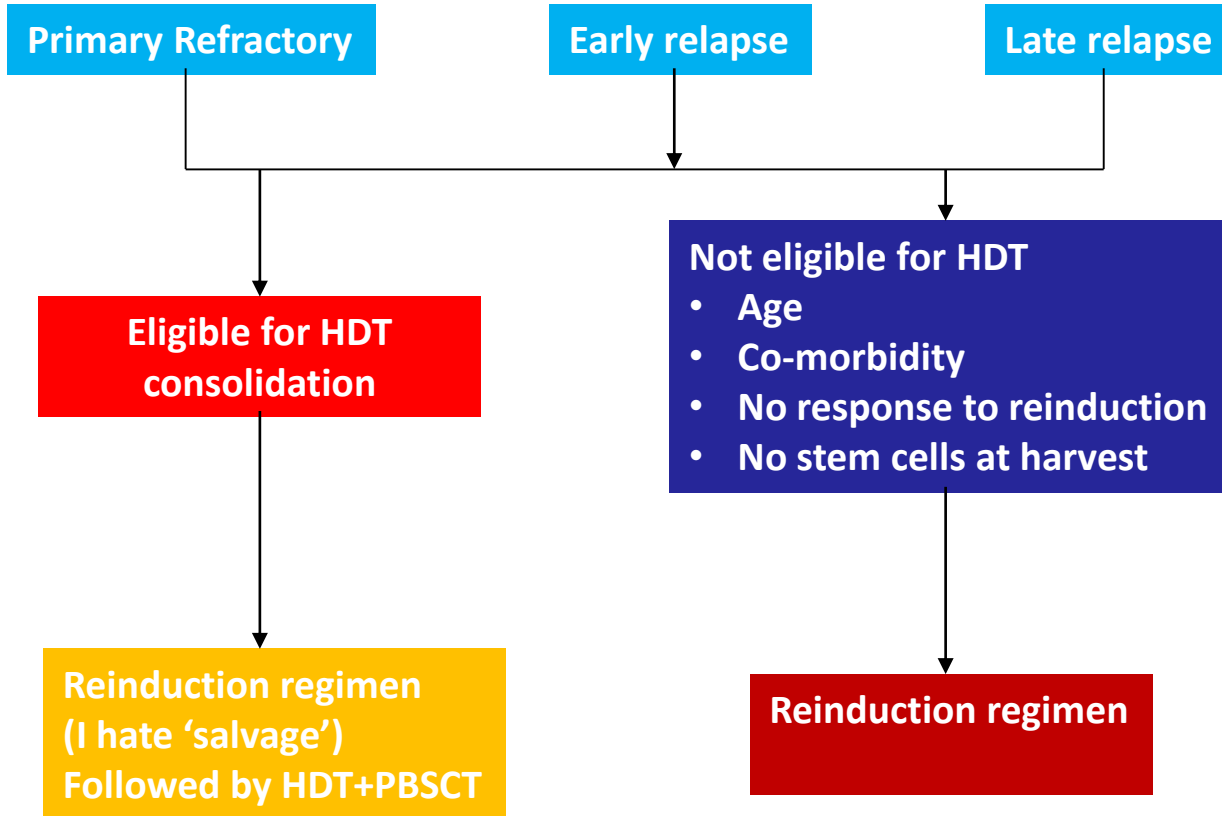 Primary Refractory
Early relapse
Late relapse
Eligible for HDT
consolidation
Not eligible for HDT
• Age
• Co-morbidity
• No response to reinduction
• No stem cells at harvest
Reinduction regimen
(I hate ‘salvage’)
Followed by HDT+PBSCT
Reinduction regimen